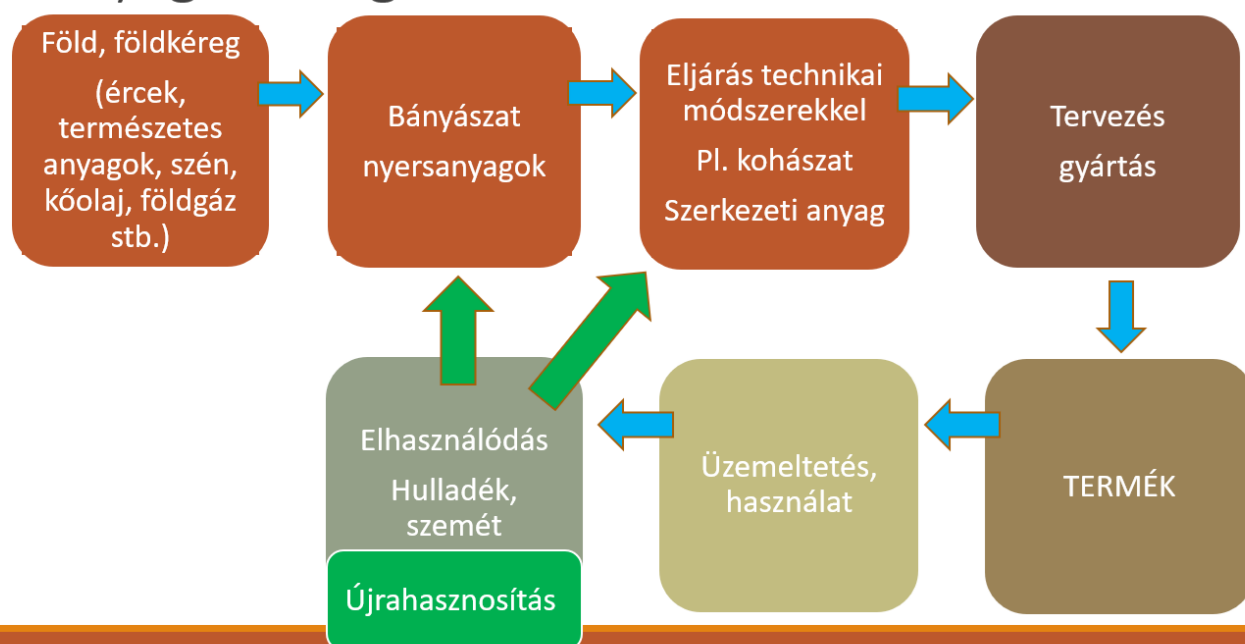 Föld, földkéreg
(ércek,
természetes
anyagok, szén,
kőolaj, földgáz
stb.)
Bányászat
nyersanyagok
Eljárás technikai
módszerekkel
Pl. kohászat
Szerkezeti anyag
Tervezés
gyártás
TERMÉK
Üzemeltetés,
használat
Elhasználódás
Hulladék,
szemét
Újrahasznosítás